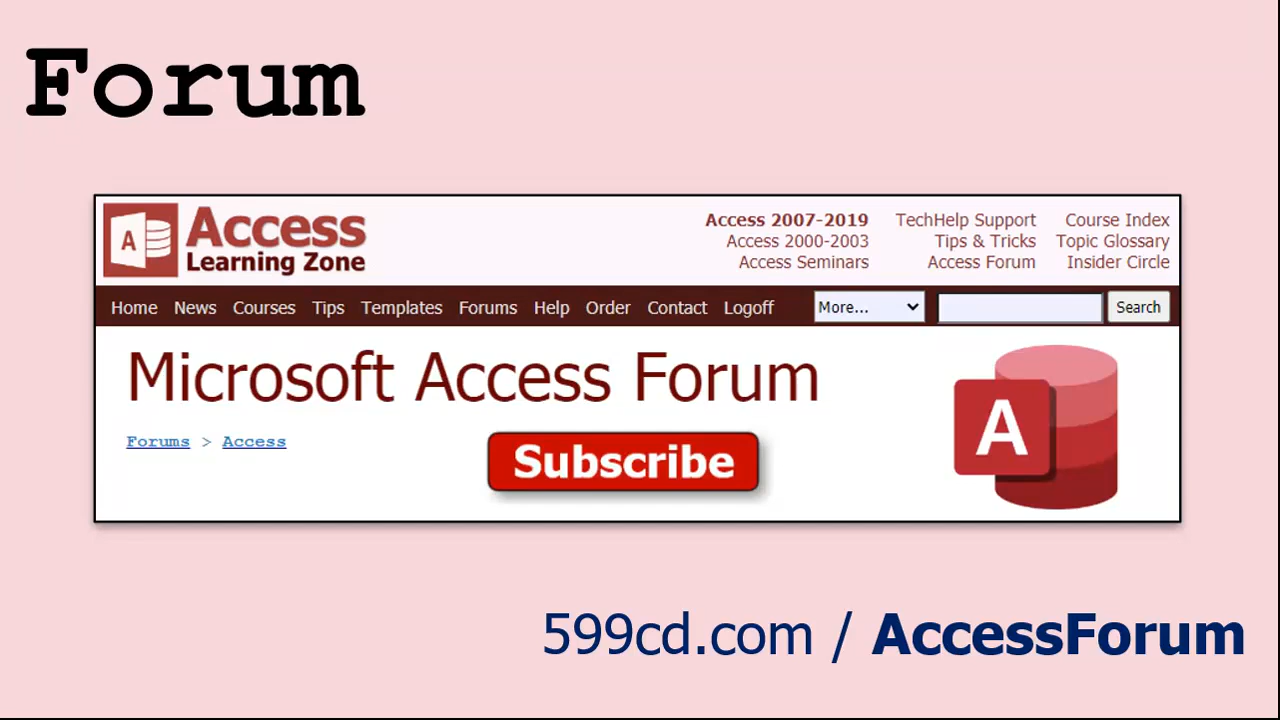 Forum
Access
Learning Zone
Access 2007-2019 TechHelp Support Course Index
Access 2000-2003 Tips & Tricks Topic Glossary
Access Seminars Access Forum Insider Circle
Home News Courses Tips Templates Forums Help Order Contact Logoff More... Search
Microsoft Access Forum
Forums > Access
Subscribe
A
A
599cd.com / AccessForum